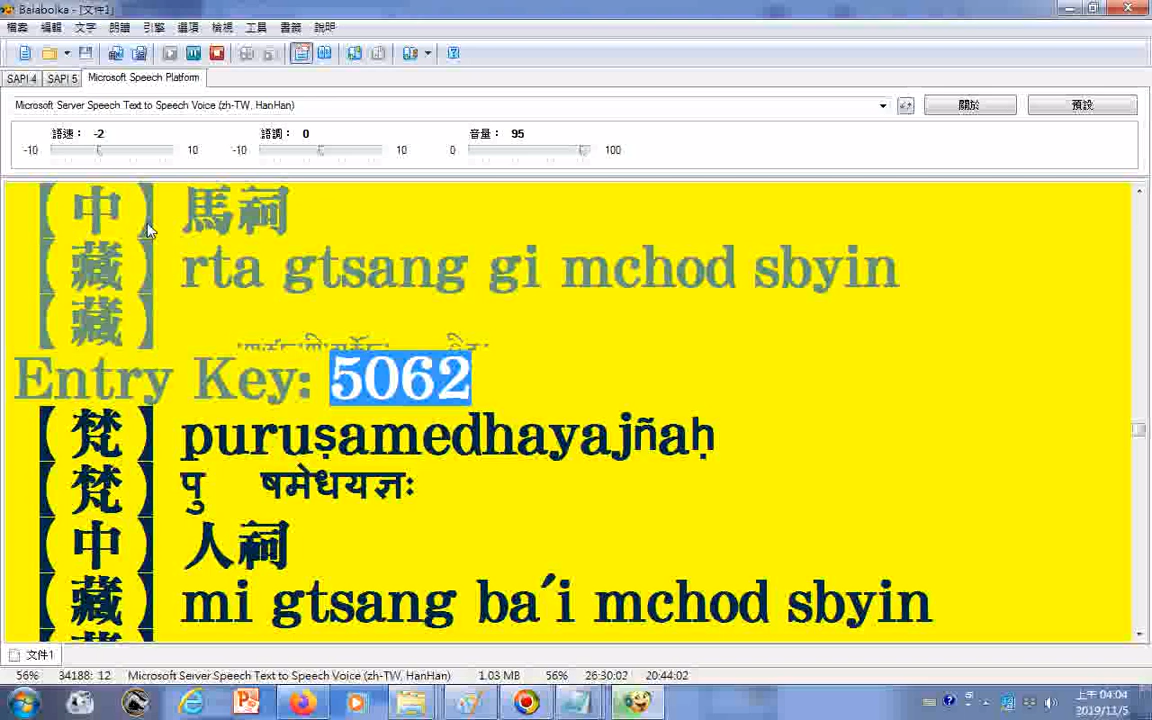 Balabolka - [文件1]
檔案 編輯 文字 朗讀 引擎 選項 檢視 工具 書籤 說明
SAPI 4 SAPI 5 Microsoft Speech Platform
Microsoft Server Speech Text to Speech Voice (zh-TW, HanHan) 關於 預設
語速： -2 語調： 0 音量： 95
-10 10 -10 10 0 100
【中】 馬祠
【藏】 rta gtsang gi mchod sbyin
【藏】
Entry Key: 5062
【梵】 puruṣamedhayajñaḥ
【梵】 पु षमेधयज्ञः
【中】 人祠
【藏】 mi gtsang ba'i mchod sbyin
文件1
56% 34188: 12 Microsoft Server Speech Text to Speech Voice (zh-TW, HanHan) 1.03 MB 56% 26:30:02 20:44:02
上午 04:04
2019/11/5